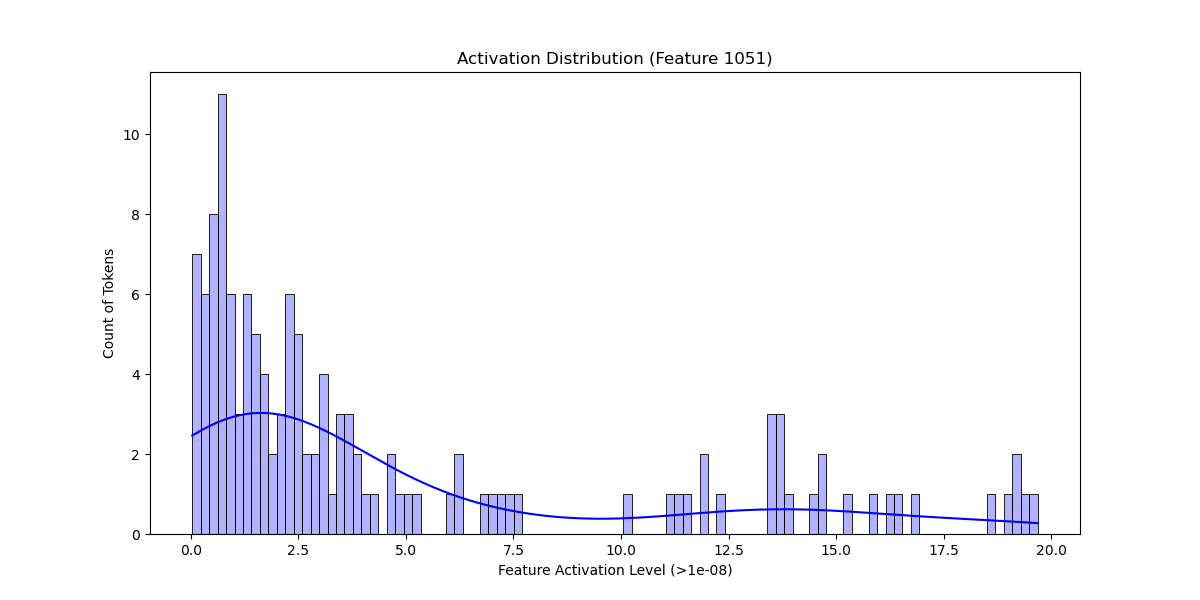 Activation Distribution (Feature 1051)
10
8
6
4
2
0
Count of Tokens
0.0 2.5 5.0 7.5 10.0 12.5 15.0 17.5 20.0
Feature Activation Level (>1e-08)